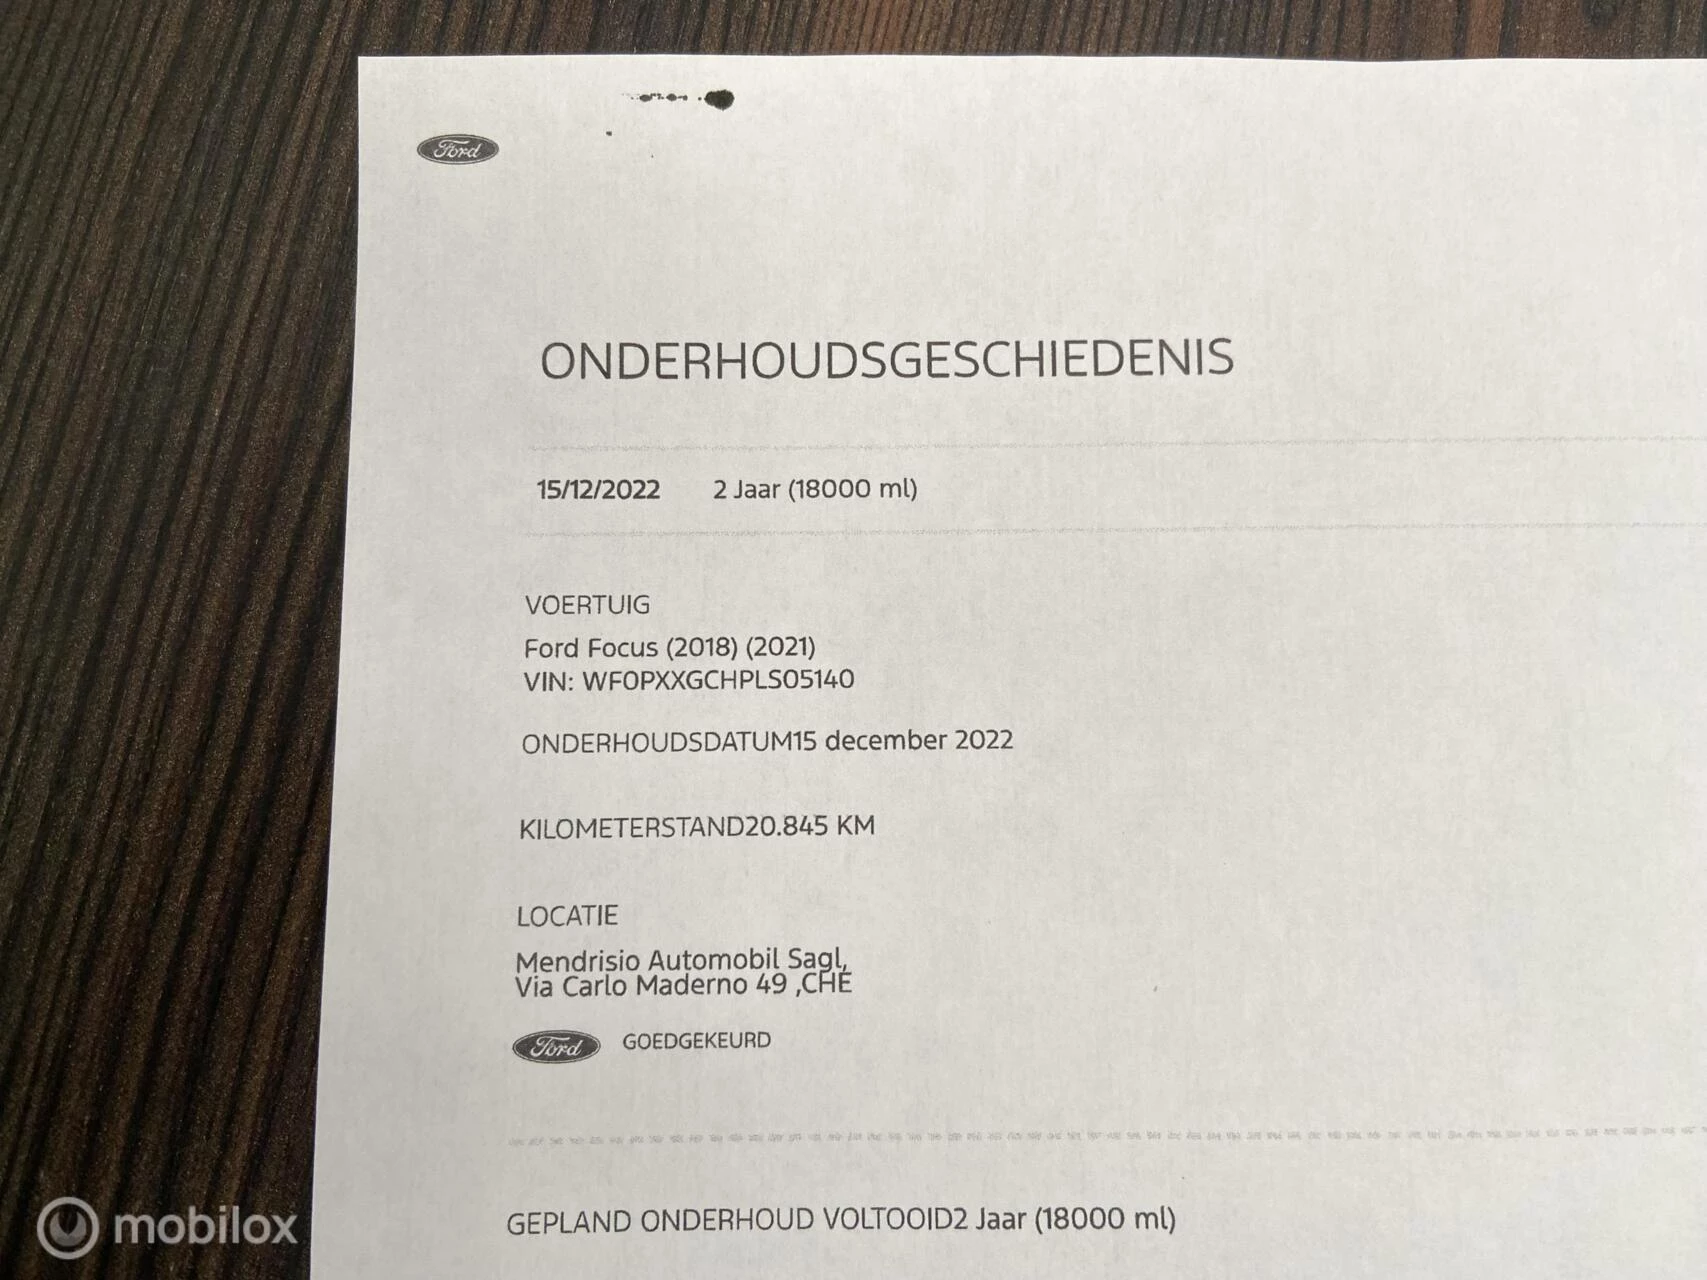 Ford
ONDERHOUDSGESCHIEDENIS
15/12/2022 2 Jaar (18000 ml)
VOERTUIG
Ford Focus (2018) (2021)
VIN: WF0PXXGCHPLS05140
ONDERHOUDSDATUM15 december 2022
KILOMETERSTAND20.845 KM
LOCATIE
Mendrisio Automobil Sagl,
Via Carlo Maderno 49 ,CHE
Ford GOEDGEKEURD
GEPLAND ONDERHOUD VOLTOOID2 Jaar (18000 ml)
mobilox